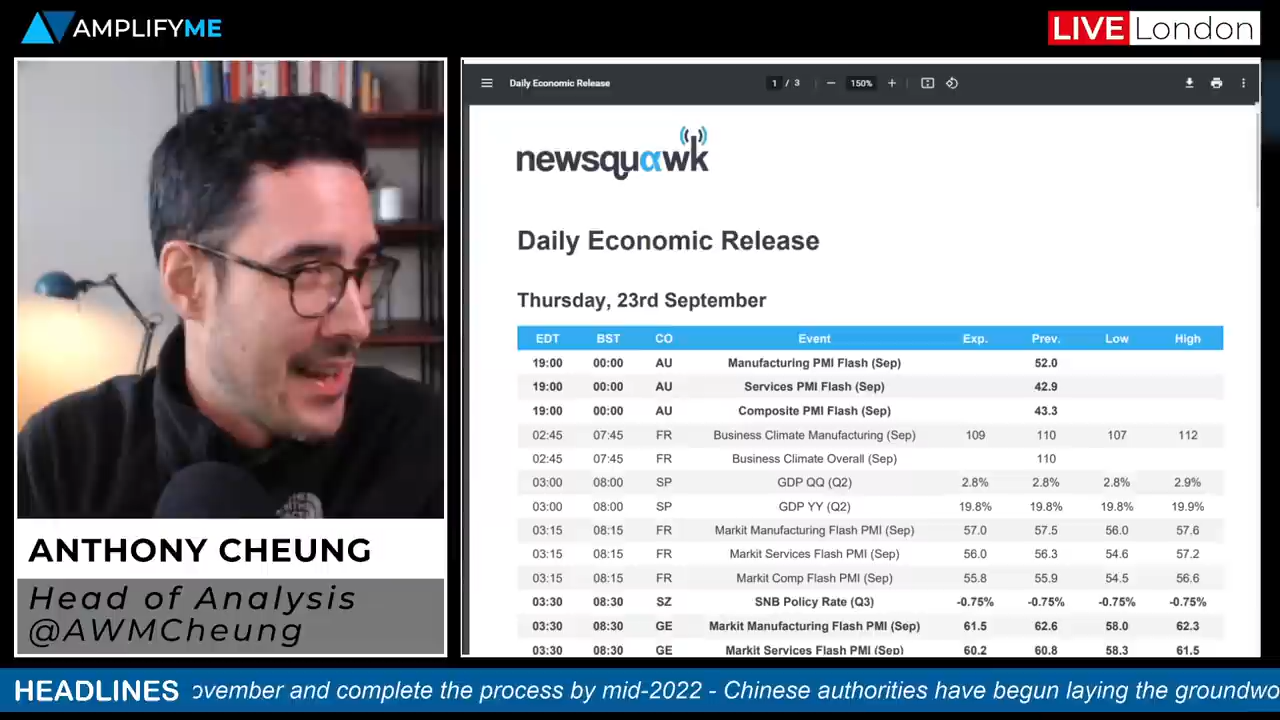 AMPLIFYME
LIVE London
Daily Economic Release
1 / 3
150%
newsquawk
Daily Economic Release
Thursday, 23rd September
EDT BST CO Event Exp. Prev. Low High
19:00 00:00 AU Manufacturing PMI Flash (Sep) 52.0
19:00 00:00 AU Services PMI Flash (Sep) 42.9
19:00 00:00 AU Composite PMI Flash (Sep) 43.3
02:45 07:45 FR Business Climate Manufacturing (Sep) 109 110 107 112
02:45 07:45 FR Business Climate Overall (Sep) 110
03:00 08:00 SP GDP QQ (Q2) 2.8% 2.8% 2.8% 2.9%
03:00 08:00 SP GDP YY (Q2) 19.8% 19.8% 19.8% 19.9%
03:15 08:15 FR Markit Manufacturing Flash PMI (Sep) 57.0 57.5 56.0 57.6
03:15 08:15 FR Markit Services Flash PMI (Sep) 56.0 56.3 54.6 57.2
03:15 08:15 FR Markit Comp Flash PMI (Sep) 55.8 55.9 54.5 56.6
03:30 08:30 SZ SNB Policy Rate (Q3) -0.75% -0.75% -0.75% -0.75%
03:30 08:30 GE Markit Manufacturing Flash PMI (Sep) 61.5 62.6 58.0 62.3
03:30 08:30 GE Markit Services Flash PMI (Sep) 60.2 60.8 58.3 61.5
ANTHONY CHEUNG
Head of Analysis
@AWMCheung
HEADLINES ovember and complete the process by mid-2022 - Chinese authorities have begun laying the groundwo